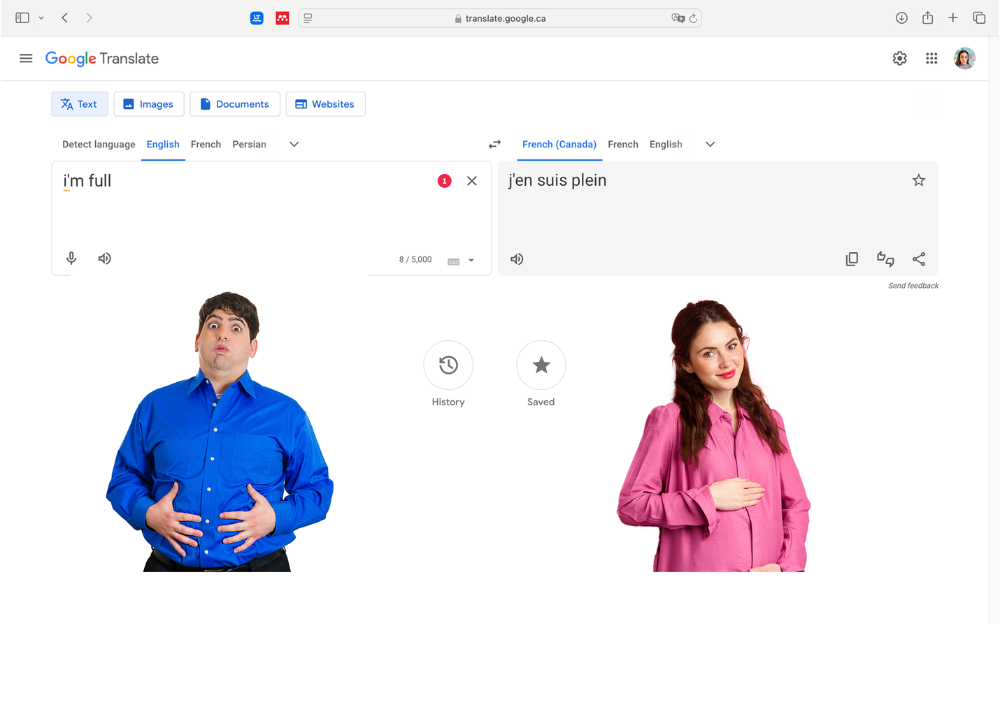 translate.google.ca
Google Translate
Text Images Documents Websites
Detect language English French Persian French (Canada) French English
i'm full 1
j'en suis plein
8 / 5,000
Send feedback
History Saved